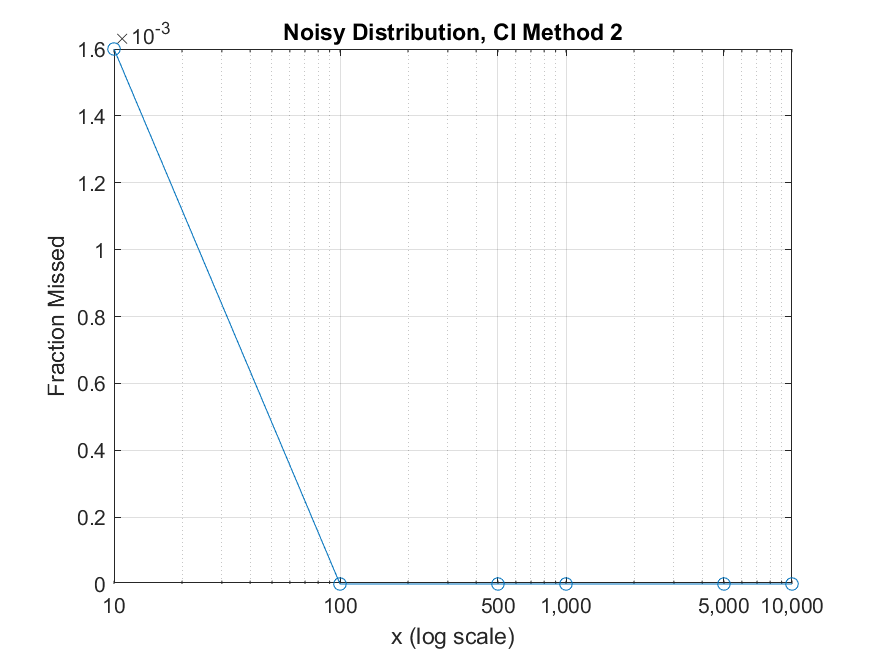 Noisy Distribution, CI Method 2
×10-3
1.6
1.4
1.2
1
0.8
0.6
0.4
0.2
0
Fraction Missed
10 100 500 1,000 5,000 10,000
x (log scale)